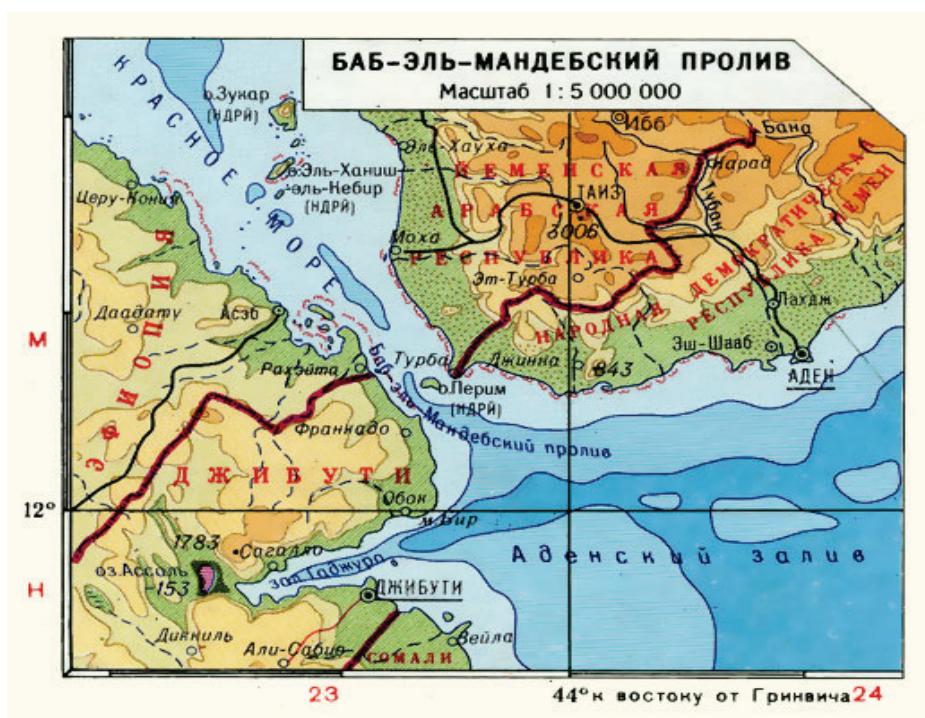 БАБ-ЭЛЬ-МАНДЕБСКИЙ ПРОЛИВ
Масштаб 1:5 000 000
КРАСНОЕ МОРЕ
о.Зукар
(НДРЙ)
Ибб
Бана
Эль-Хауха
Нарад
о.Эль-Ханиш-
эль-Кебир
(НДРЙ)
ЙЕМЕНСКАЯ
АРАБСКАЯ
РЕСПУБЛИКА
ТАИЗ
3006
Тубан
Церу-Кония
Моха
Эт-Турба
НАРОДНАЯ ДЕМОКРАТИЧЕСКАЯ
РЕСПУБЛИКА ЙЕМЕН
Лахдж
Даадату
Асэб
ЭФИОПИЯ
М
Эш-Шааб
Рахэйта
Турба
Джинна
843
АДЕН
о.Перим
(НДРЙ)
Баб-эль-Мандебский пролив
Франкадо
ДЖИБУТИ
Обок
12°
м.Бир
1783
Сагалло
Аденский залив
оз.Ассаль
-153
зал.Таджура
Н
ДЖИБУТИ
Дикиль
Али-Сабио
Вейла
СОМАЛИ
23
44° к востоку от Гринвича
24